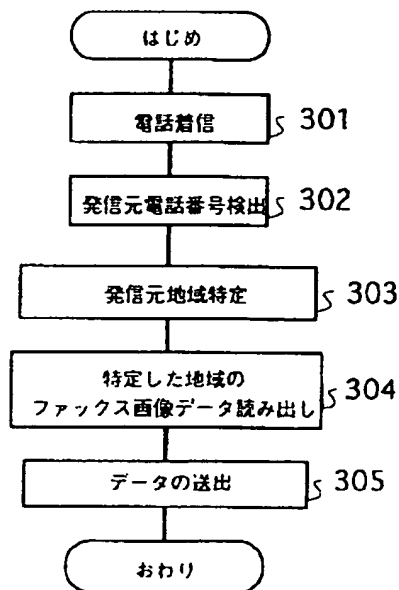 はじめ
電話着信
301
発信元電話番号検出
302
発信元地域特定
303
特定した地域の
ファックス画像データ読み出し
304
データの送出
305
おわり